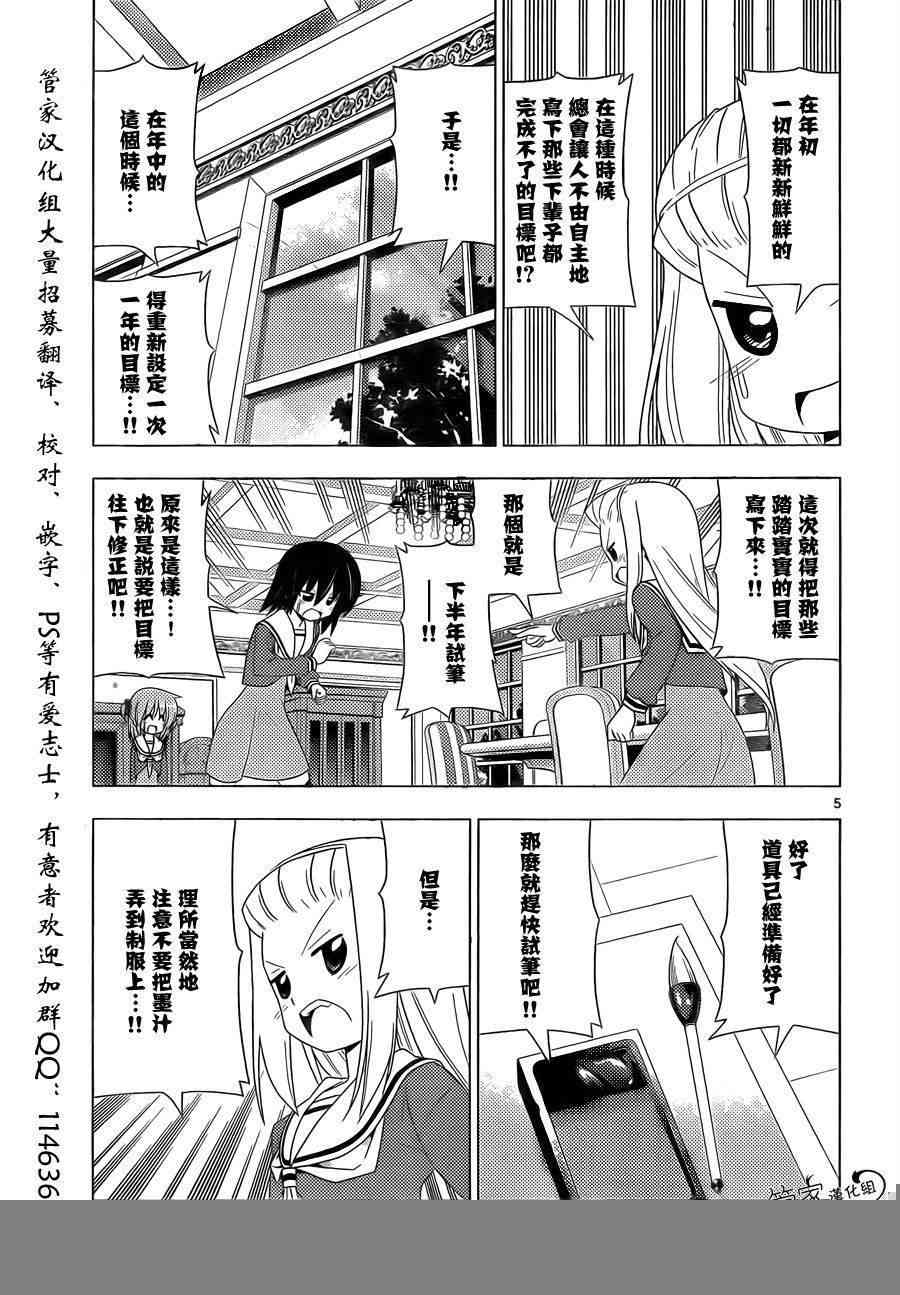 在年初
一切都新新鮮鮮的
在這種時候
總會讓人不由自主地
寫下那些下輩子都
完成不了的目標吧!?
于是…!!
在年中的
這個時候…
得重新設定一次
一年的目標…!!
這次就得把那些
踏踏實實的目標
寫下來…!!
那個就是
下半年試筆
——!!
原來是這樣…!
也就是説要把目標
往下修正吧!!
5
好了
道具已經準備好了
那麼就趕快試筆吧!!
但是…
理所當然地
注意不要把墨汁
弄到制服上…!!
管家汉化组大量招募翻译、校对、嵌字、PS等有爱志士，有意者欢迎加群QQ：114636
管家
漢化組